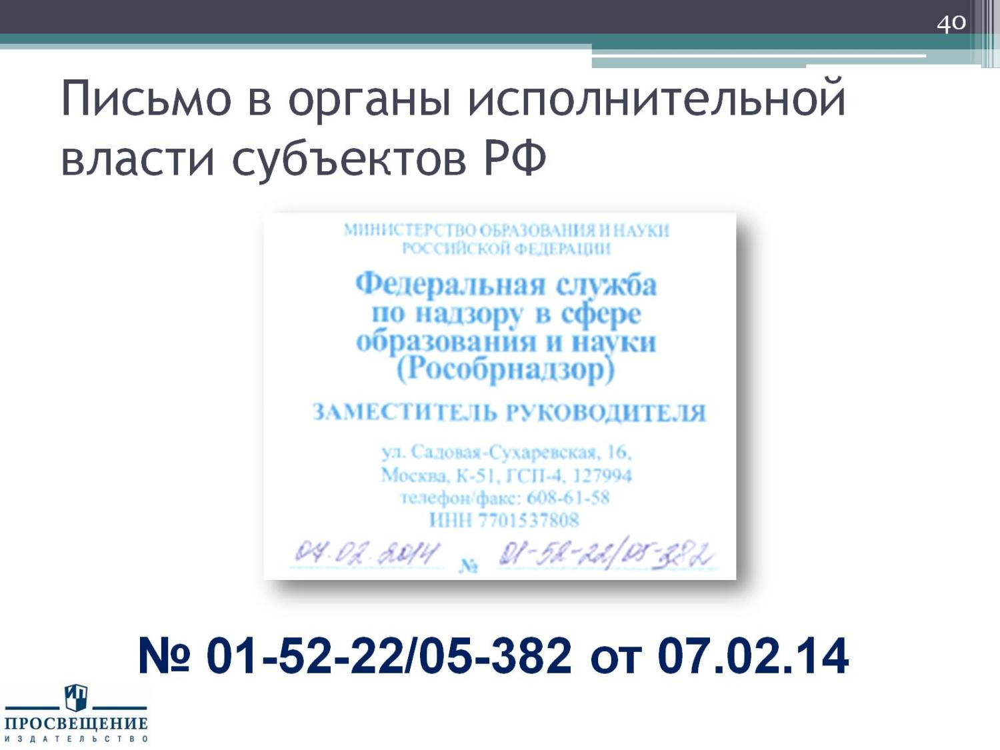 40
Письмо в органы исполнительной
власти субъектов РФ
МИНИСТЕРСТВО ОБРАЗОВАНИЯ И НАУКИ
РОССИЙСКОЙ ФЕДЕРАЦИИ
Федеральная служба
по надзору в сфере
образования и науки
(Рособрнадзор)
ЗАМЕСТИТЕЛЬ РУКОВОДИТЕЛЯ
ул. Садовая-Сухаревская, 16,
Москва, К-51, ГСП-4, 127994
телефон/факс: 608-61-58
ИНН 7701537808
07.02.2014 № 01-52-22/05-382
№ 01-52-22/05-382 от 07.02.14
ИП
ПРОСВЕЩЕНИЕ
ИЗДАТЕЛЬСТВО